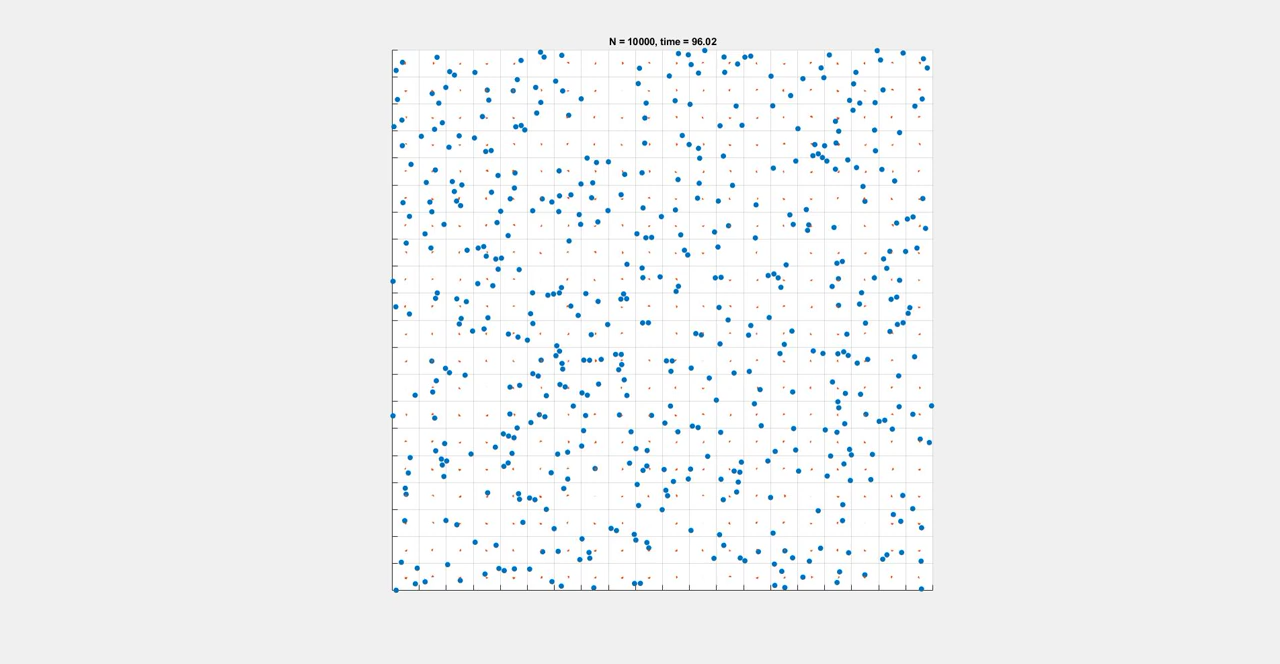 N = 10000, time = 96.02